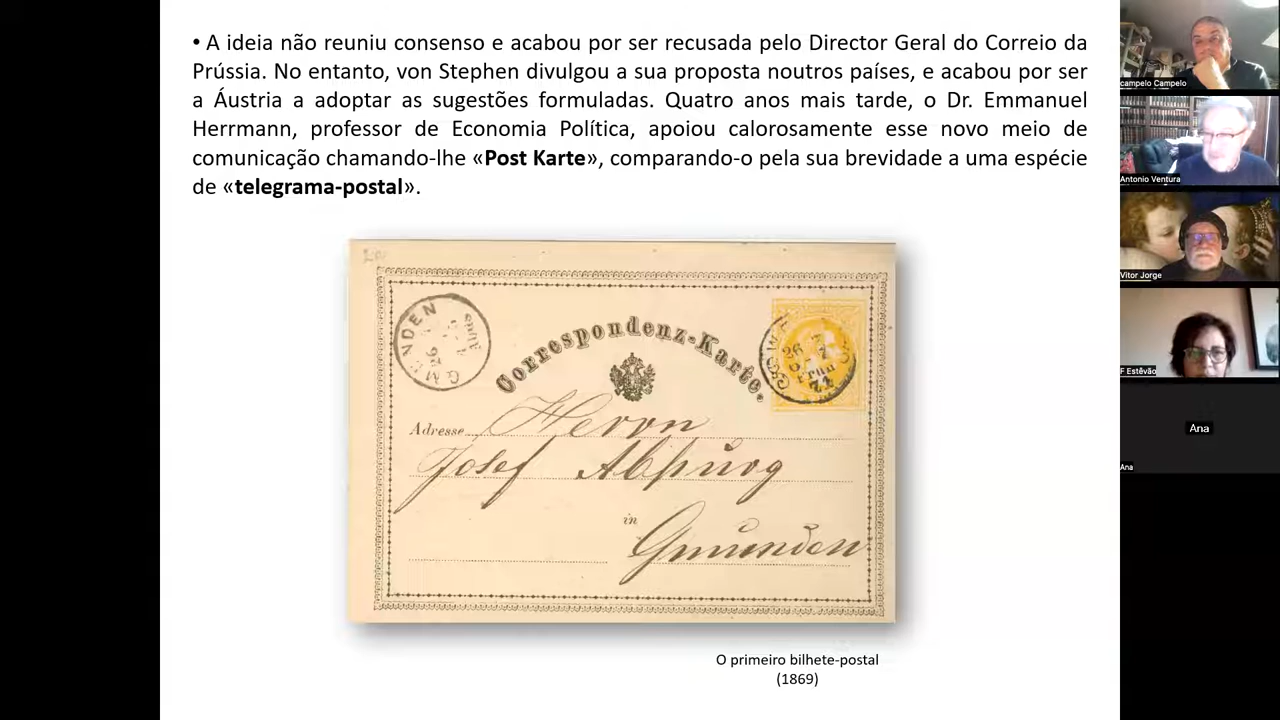 • A ideia não reuniu consenso e acabou por ser recusada pelo Director Geral do Correio da
Prússia. No entanto, von Stephen divulgou a sua proposta noutros países, e acabou por ser
a Áustria a adoptar as sugestões formuladas. Quatro anos mais tarde, o Dr. Emmanuel
Herrmann, professor de Economia Política, apoiou calorosamente esse novo meio de
comunicação chamando-lhe «Post Karte», comparando-o pela sua brevidade a uma espécie
de «telegrama-postal».
GMUNDEN
Correspondenz-Karte.
26 7
71
Adresse Herrn
Josef
in
Gmunden
O primeiro bilhete-postal
(1869)
campelo Campelo
Antonio Ventura
Vitor Jorge
F Estêvão
Ana
Ana